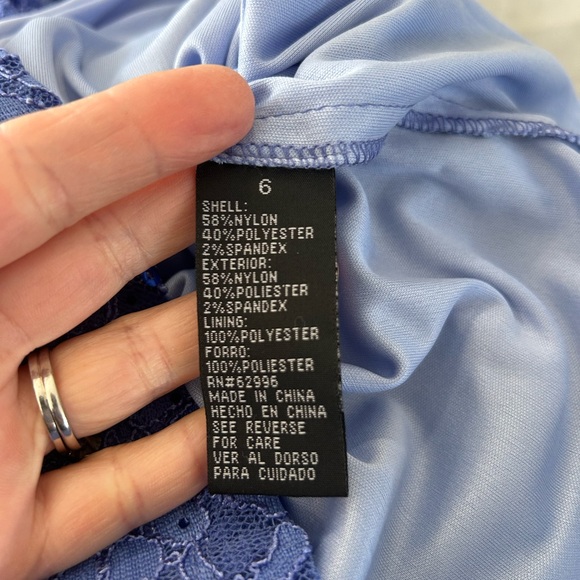 6
SHELL:
58%NYLON
40%POLYESTER
2%SPANDEX
EXTERIOR:
58%NYLON
40%POLIESTER
2%SPANDEX
LINING:
100%POLYESTER
FORRO:
100%POLIESTER
RN#62996
MADE IN CHINA
HECHO EN CHINA
SEE REVERSE
FOR CARE
VER AL DORSO
PARA CUIDADO